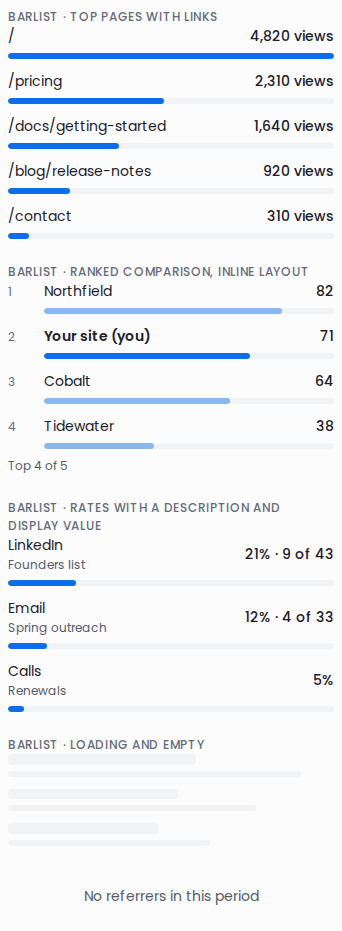 BARLIST · TOP PAGES WITH LINKS
/ 4,820 views
/pricing 2,310 views
/docs/getting-started 1,640 views
/blog/release-notes 920 views
/contact 310 views
BARLIST · RANKED COMPARISON, INLINE LAYOUT
1 Northfield 82
2 Your site (you) 71
3 Cobalt 64
4 Tidewater 38
Top 4 of 5
BARLIST · RATES WITH A DESCRIPTION AND
DISPLAY VALUE
LinkedIn
Founders list
21% · 9 of 43
Email
Spring outreach
12% · 4 of 33
Calls
Renewals
5%
BARLIST · LOADING AND EMPTY
No referrers in this period